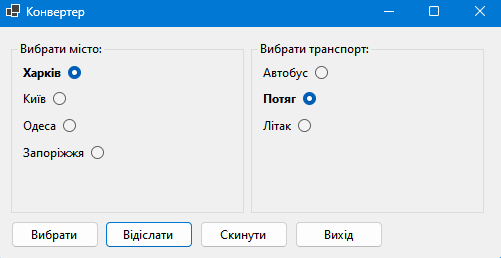 Конвертер
Вибрати місто:
Харків
Київ
Одеса
Запоріжжя
Вибрати транспорт:
Автобус
Потяг
Літак
Вибрати
Відіслати
Скинути
Вихід